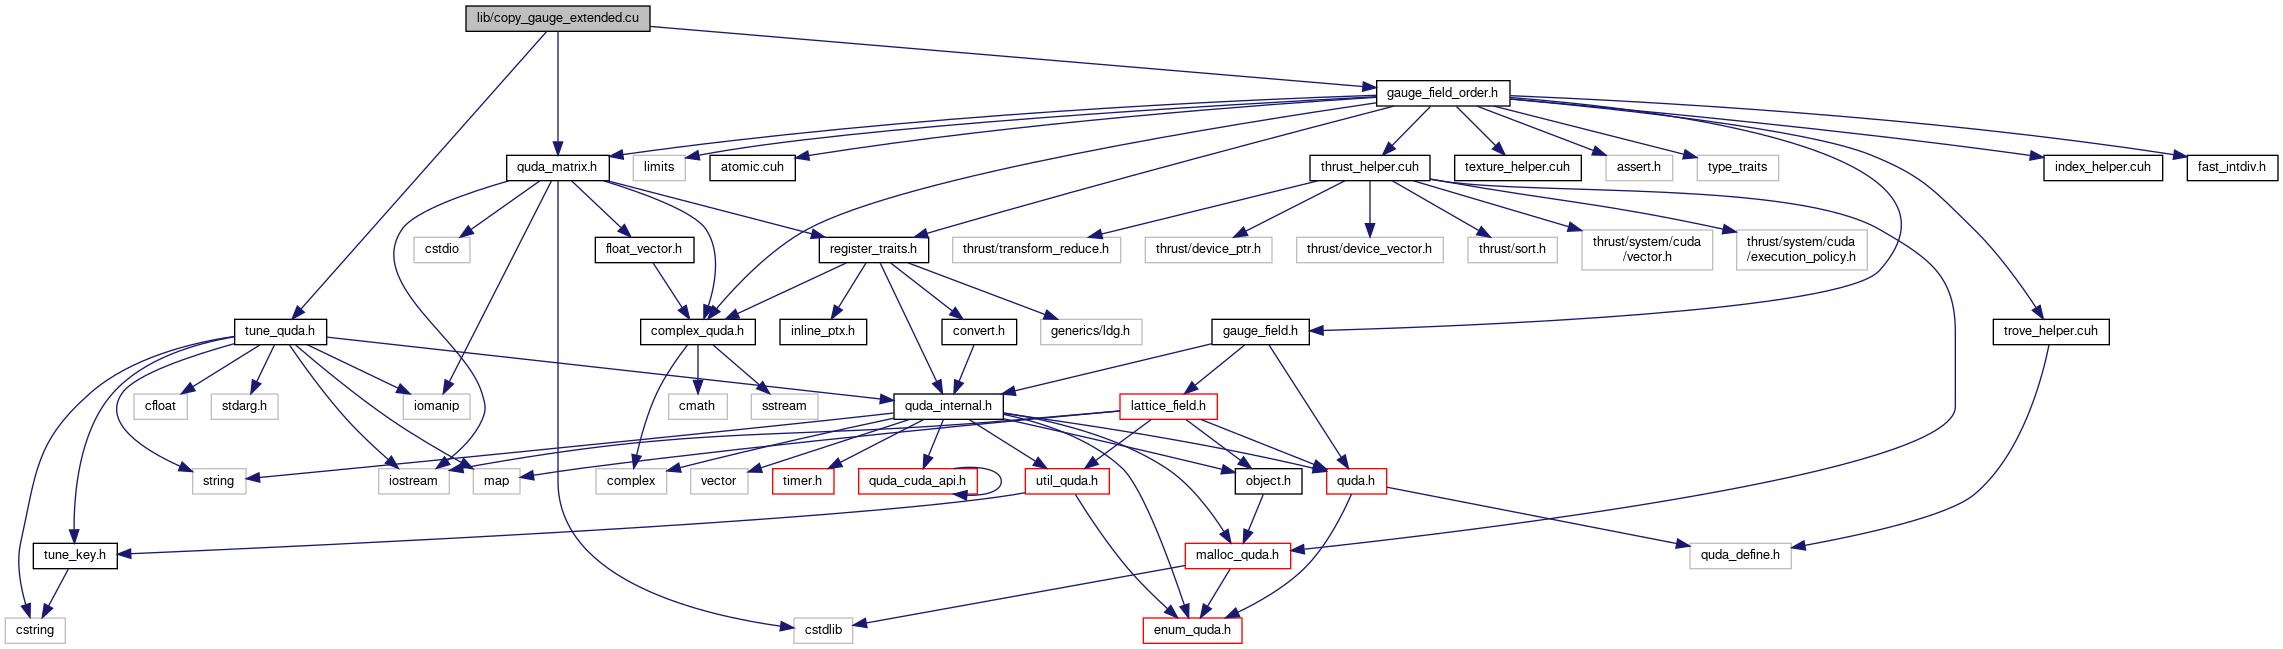 lib/copy_gauge_extended.cu
gauge_field_order.h
quda_matrix.h
limits
atomic.cuh
thrust_helper.cuh
texture_helper.cuh
assert.h
type_traits
index_helper.cuh
fast_intdiv.h
cstdio
float_vector.h
register_traits.h
thrust/transform_reduce.h
thrust/device_ptr.h
thrust/device_vector.h
thrust/sort.h
thrust/system/cuda
/vector.h
thrust/system/cuda
/execution_policy.h
tune_quda.h
complex_quda.h
inline_ptx.h
convert.h
generics/ldg.h
gauge_field.h
trove_helper.cuh
cfloat
stdarg.h
iomanip
cmath
sstream
quda_internal.h
lattice_field.h
string
iostream
map
complex
vector
timer.h
quda_cuda_api.h
util_quda.h
object.h
quda.h
tune_key.h
malloc_quda.h
quda_define.h
cstring
cstdlib
enum_quda.h